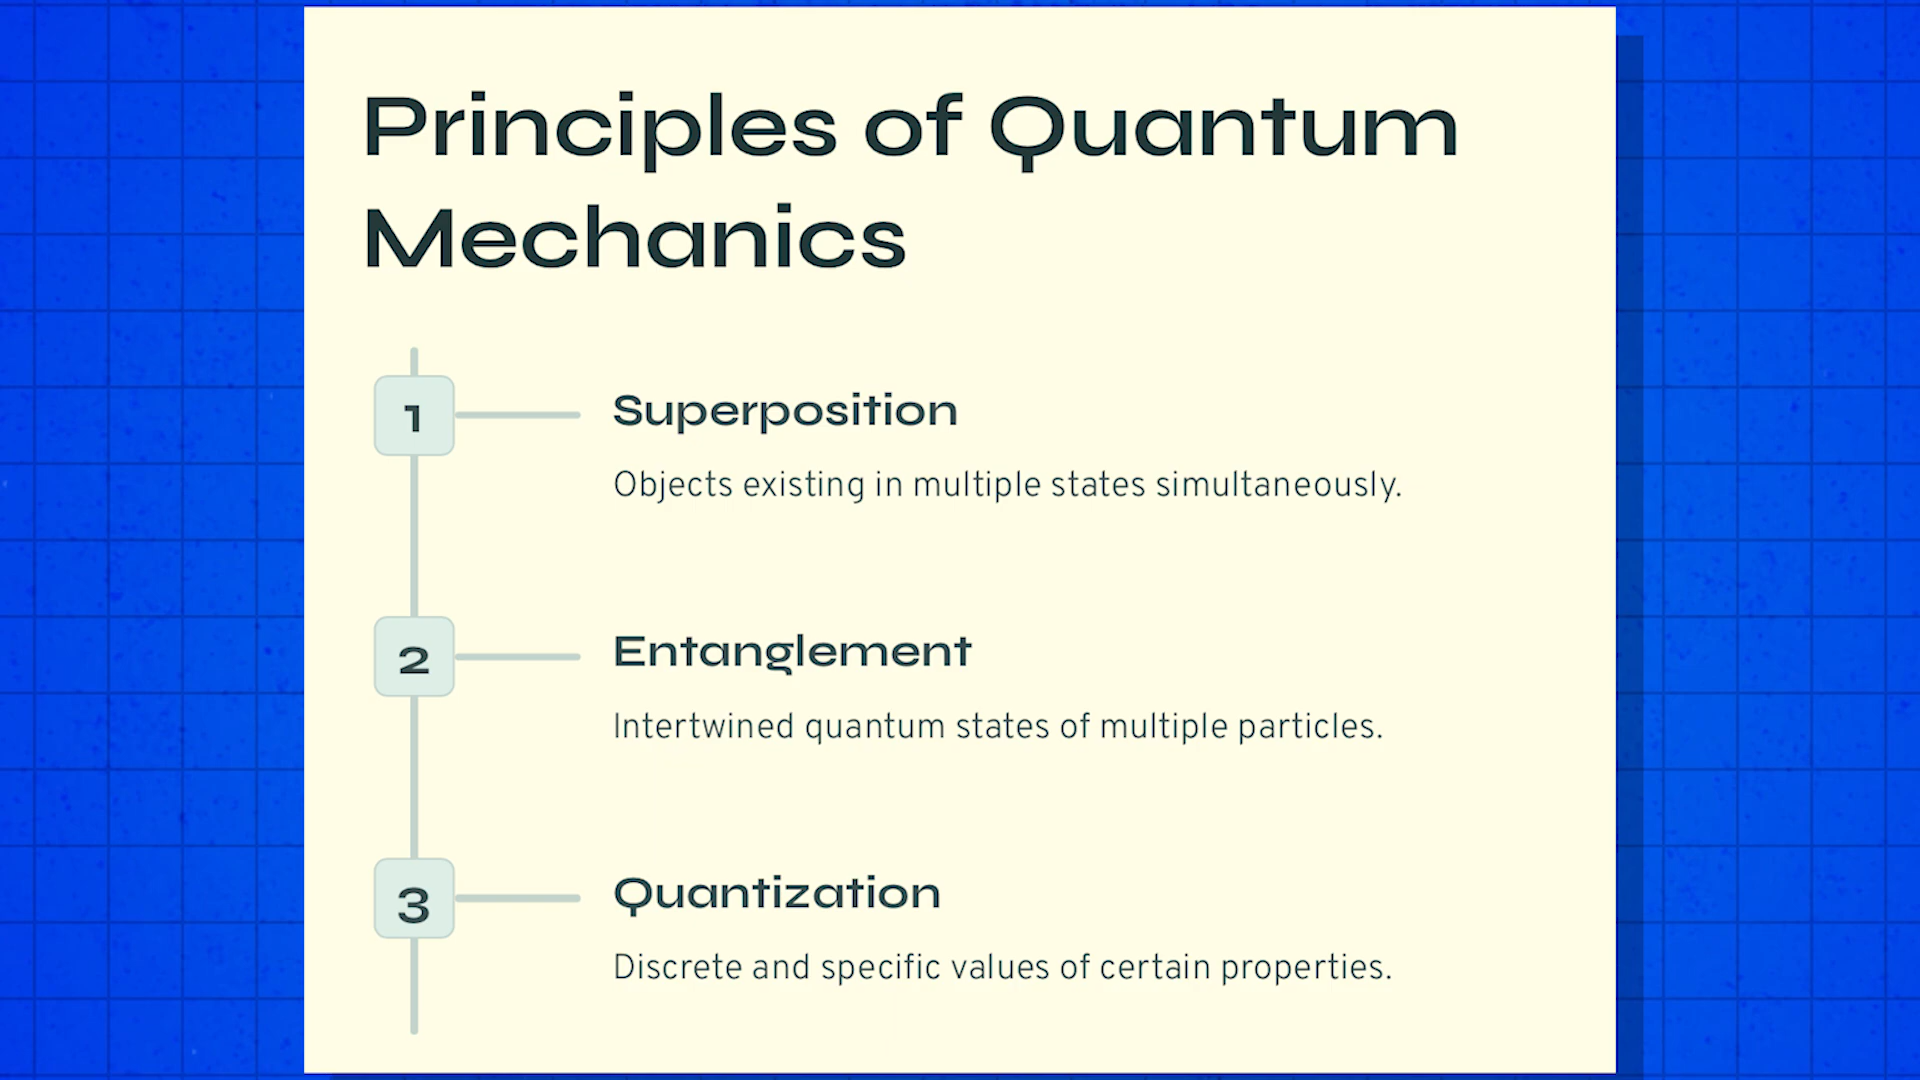 Principles of Quantum
Mechanics
1
Superposition
Objects existing in multiple states simultaneously.
2
Entanglement
Intertwined quantum states of multiple particles.
3
Quantization
Discrete and specific values of certain properties.